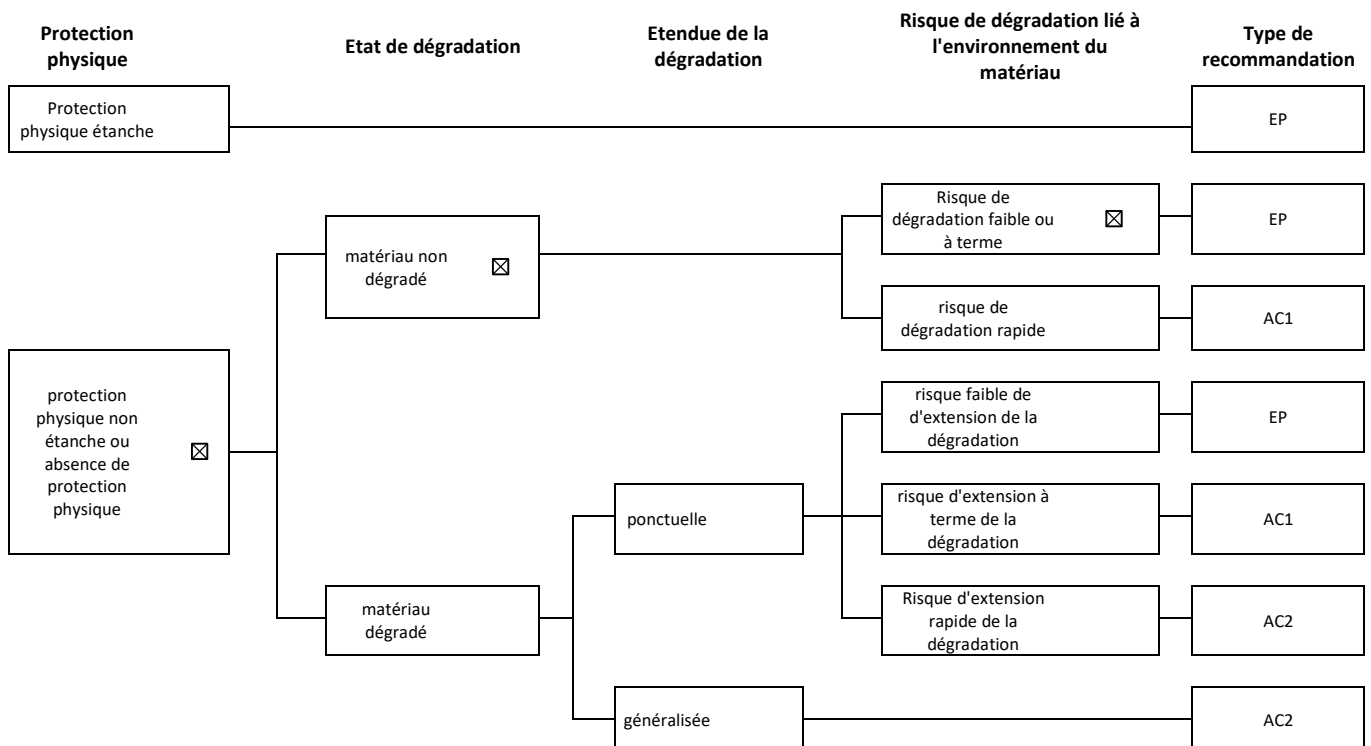 Protection
physique
Etat de dégradation
Etendue de la
dégradation
Risque de dégradation lié à
l'environnement du
matériau
Type de
recommandation
Protection
physique étanche
EP
protection
physique non
étanche ou
absence de
protection
physique
☒
matériau non
dégradé
☒
Risque de
dégradation faible ou
à terme
☒
EP
risque de
dégradation rapide
AC1
matériau
dégradé
ponctuelle
risque faible de
d'extension de la
dégradation
EP
risque d'extension à
terme de la
dégradation
AC1
Risque d'extension
rapide de la
dégradation
AC2
généralisée
AC2